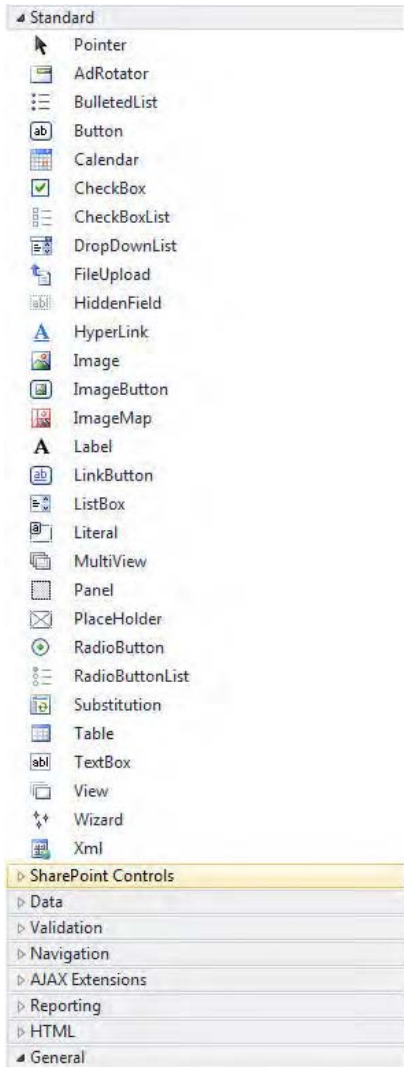 Standard
Pointer
AdRotator
BulletedList
Button
Calendar
CheckBox
CheckBoxList
DropDownList
FileUpload
HiddenField
HyperLink
Image
ImageButton
ImageMap
Label
LinkButton
ListBox
Literal
MultiView
Panel
PlaceHolder
RadioButton
RadioButtonList
Substitution
Table
TextBox
View
Wizard
Xml
SharePoint Controls
Data
Validation
Navigation
AJAX Extensions
Reporting
HTML
General